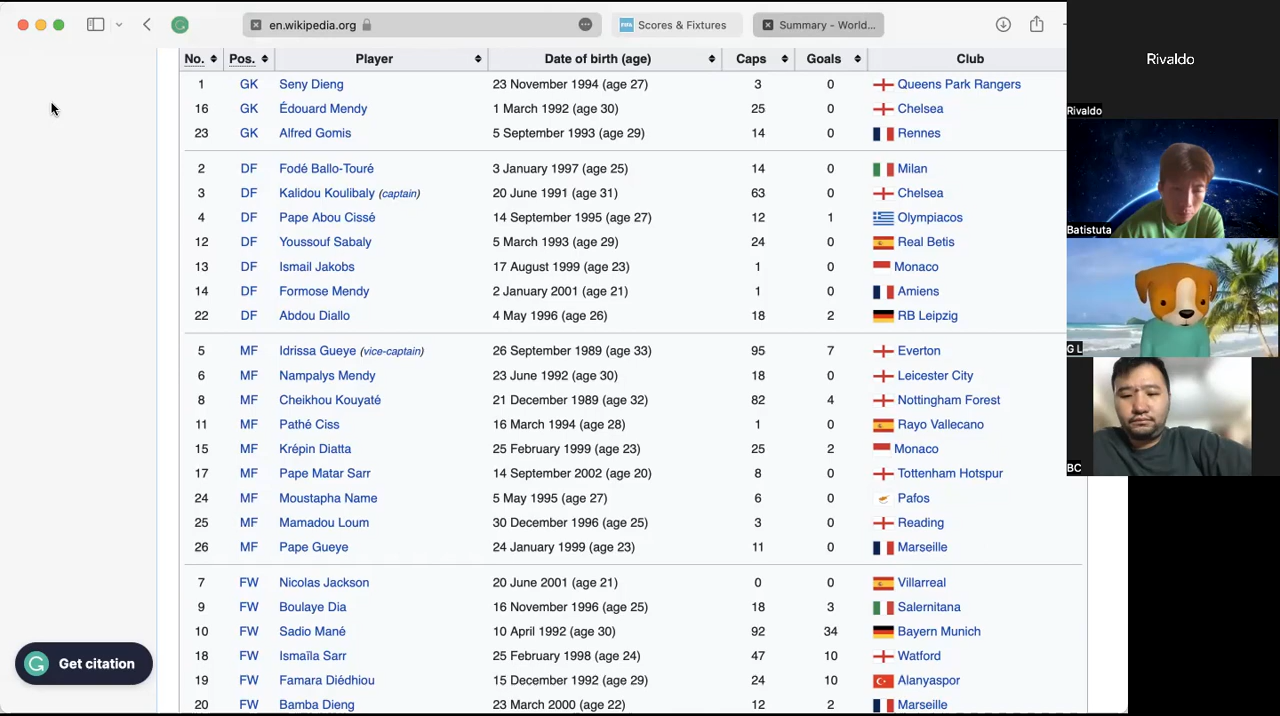 en.wikipedia.org
Scores & Fixtures
Summary - World...
No. Pos. Player Date of birth (age) Caps Goals Club
1 GK Seny Dieng 23 November 1994 (age 27) 3 0 Queens Park Rangers
16 GK Édouard Mendy 1 March 1992 (age 30) 25 0 Chelsea
23 GK Alfred Gomis 5 September 1993 (age 29) 14 0 Rennes
2 DF Fodé Ballo-Touré 3 January 1997 (age 25) 14 0 Milan
3 DF Kalidou Koulibaly (captain) 20 June 1991 (age 31) 63 0 Chelsea
4 DF Pape Abou Cissé 14 September 1995 (age 27) 12 1 Olympiacos
12 DF Youssouf Sabaly 5 March 1993 (age 29) 24 0 Real Betis
13 DF Ismail Jakobs 17 August 1999 (age 23) 1 0 Monaco
14 DF Formose Mendy 2 January 2001 (age 21) 1 0 Amiens
22 DF Abdou Diallo 4 May 1996 (age 26) 18 2 RB Leipzig
5 MF Idrissa Gueye (vice-captain) 26 September 1989 (age 33) 95 7 Everton
6 MF Nampalys Mendy 23 June 1992 (age 30) 18 0 Leicester City
8 MF Cheikhou Kouyaté 21 December 1989 (age 32) 82 4 Nottingham Forest
11 MF Pathé Ciss 16 March 1994 (age 28) 1 0 Rayo Vallecano
15 MF Krépin Diatta 25 February 1999 (age 23) 25 2 Monaco
17 MF Pape Matar Sarr 14 September 2002 (age 20) 8 0 Tottenham Hotspur
24 MF Moustapha Name 5 May 1995 (age 27) 6 0 Pafos
25 MF Mamadou Loum 30 December 1996 (age 25) 3 0 Reading
26 MF Pape Gueye 24 January 1999 (age 23) 11 0 Marseille
7 FW Nicolas Jackson 20 June 2001 (age 21) 0 0 Villarreal
9 FW Boulaye Dia 16 November 1996 (age 25) 18 3 Salernitana
10 FW Sadio Mané 10 April 1992 (age 30) 92 34 Bayern Munich
18 FW Ismaïla Sarr 25 February 1998 (age 24) 47 10 Watford
19 FW Famara Diédhiou 15 December 1992 (age 29) 24 10 Alanyaspor
20 FW Bamba Dieng 23 March 2000 (age 22) 12 2 Marseille
Get citation
Rivaldo
Rivaldo
Batistuta
G L
BC